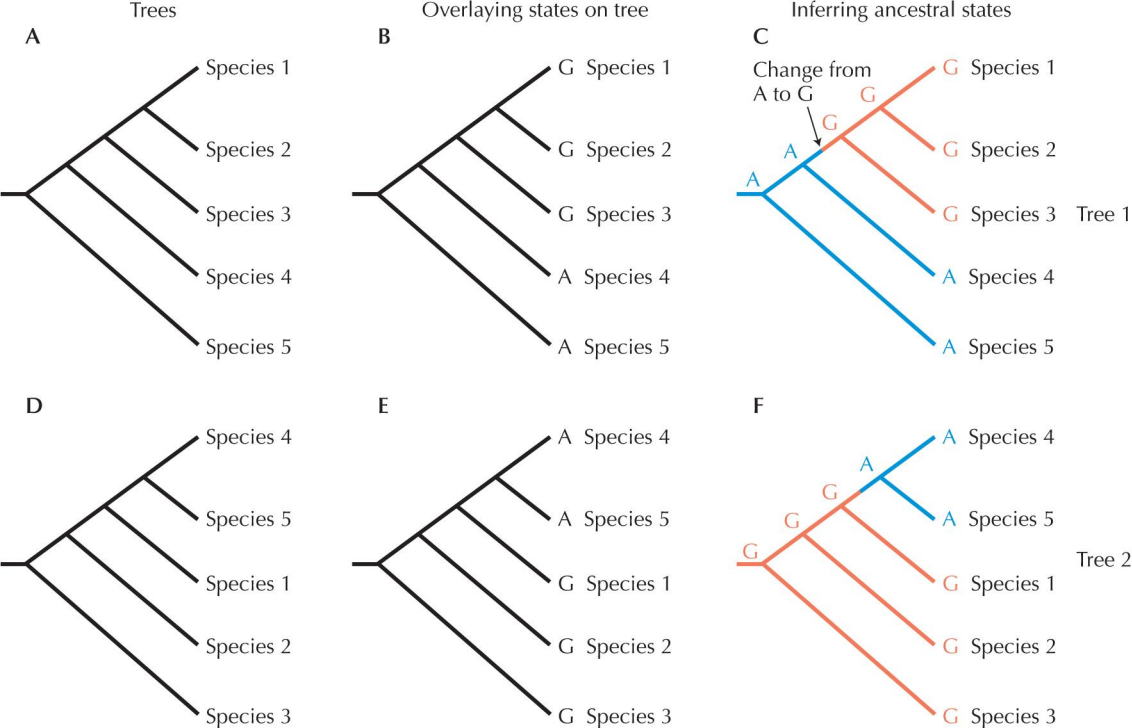 Trees
Overlaying states on tree
Inferring ancestral states
A
Species 1
Species 2
Species 3
Species 4
Species 5
B
G Species 1
G Species 2
G Species 3
A Species 4
A Species 5
C
Change from
A to G
A
A
G
G
G Species 1
G Species 2
G Species 3
A Species 4
A Species 5
Tree 1
D
Species 4
Species 5
Species 1
Species 2
Species 3
E
A Species 4
A Species 5
G Species 1
G Species 2
G Species 3
F
G
G
G
A
A Species 4
A Species 5
G Species 1
G Species 2
G Species 3
Tree 2